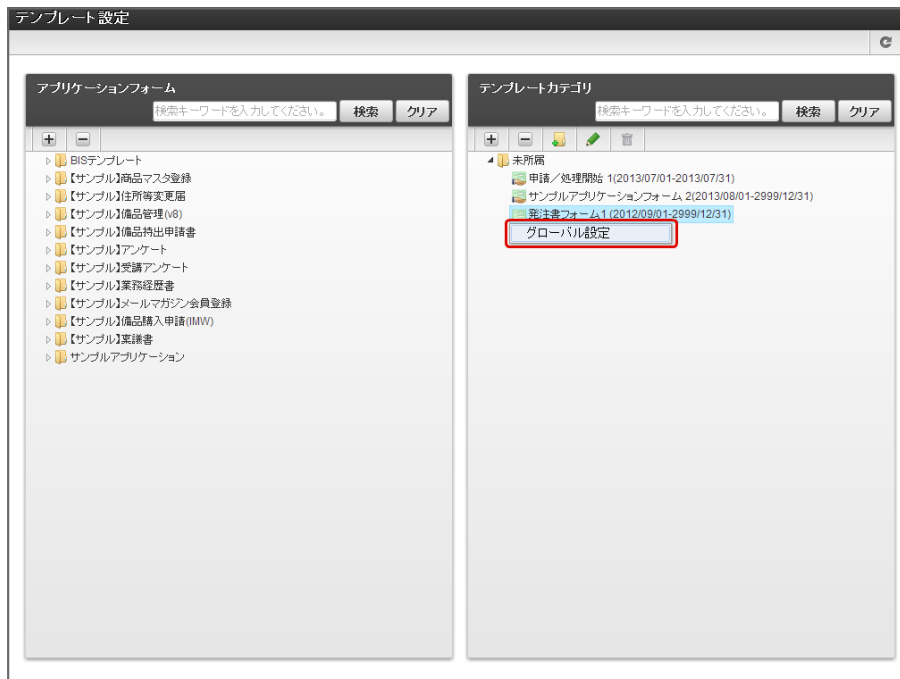 テンプレート設定
アプリケーションフォーム
検索キーワードを入力してください。 検索 クリア
BISテンプレート
【サンプル】商品マスタ登録
【サンプル】住所等変更届
【サンプル】備品管理(v8)
【サンプル】備品持出申請書
【サンプル】アンケート
【サンプル】受講アンケート
【サンプル】業務経歴書
【サンプル】メールマガジン会員登録
【サンプル】備品購入申請(IMW)
【サンプル】稟議書
サンプルアプリケーション
テンプレートカテゴリ
検索キーワードを入力してください。 検索 クリア
未所属
申請／処理開始 1(2013/07/01-2013/07/31)
サンプルアプリケーションフォーム 2(2013/08/01-2999/12/31)
発注書フォーム1 (2012/09/01-2999/12/31)
グローバル設定